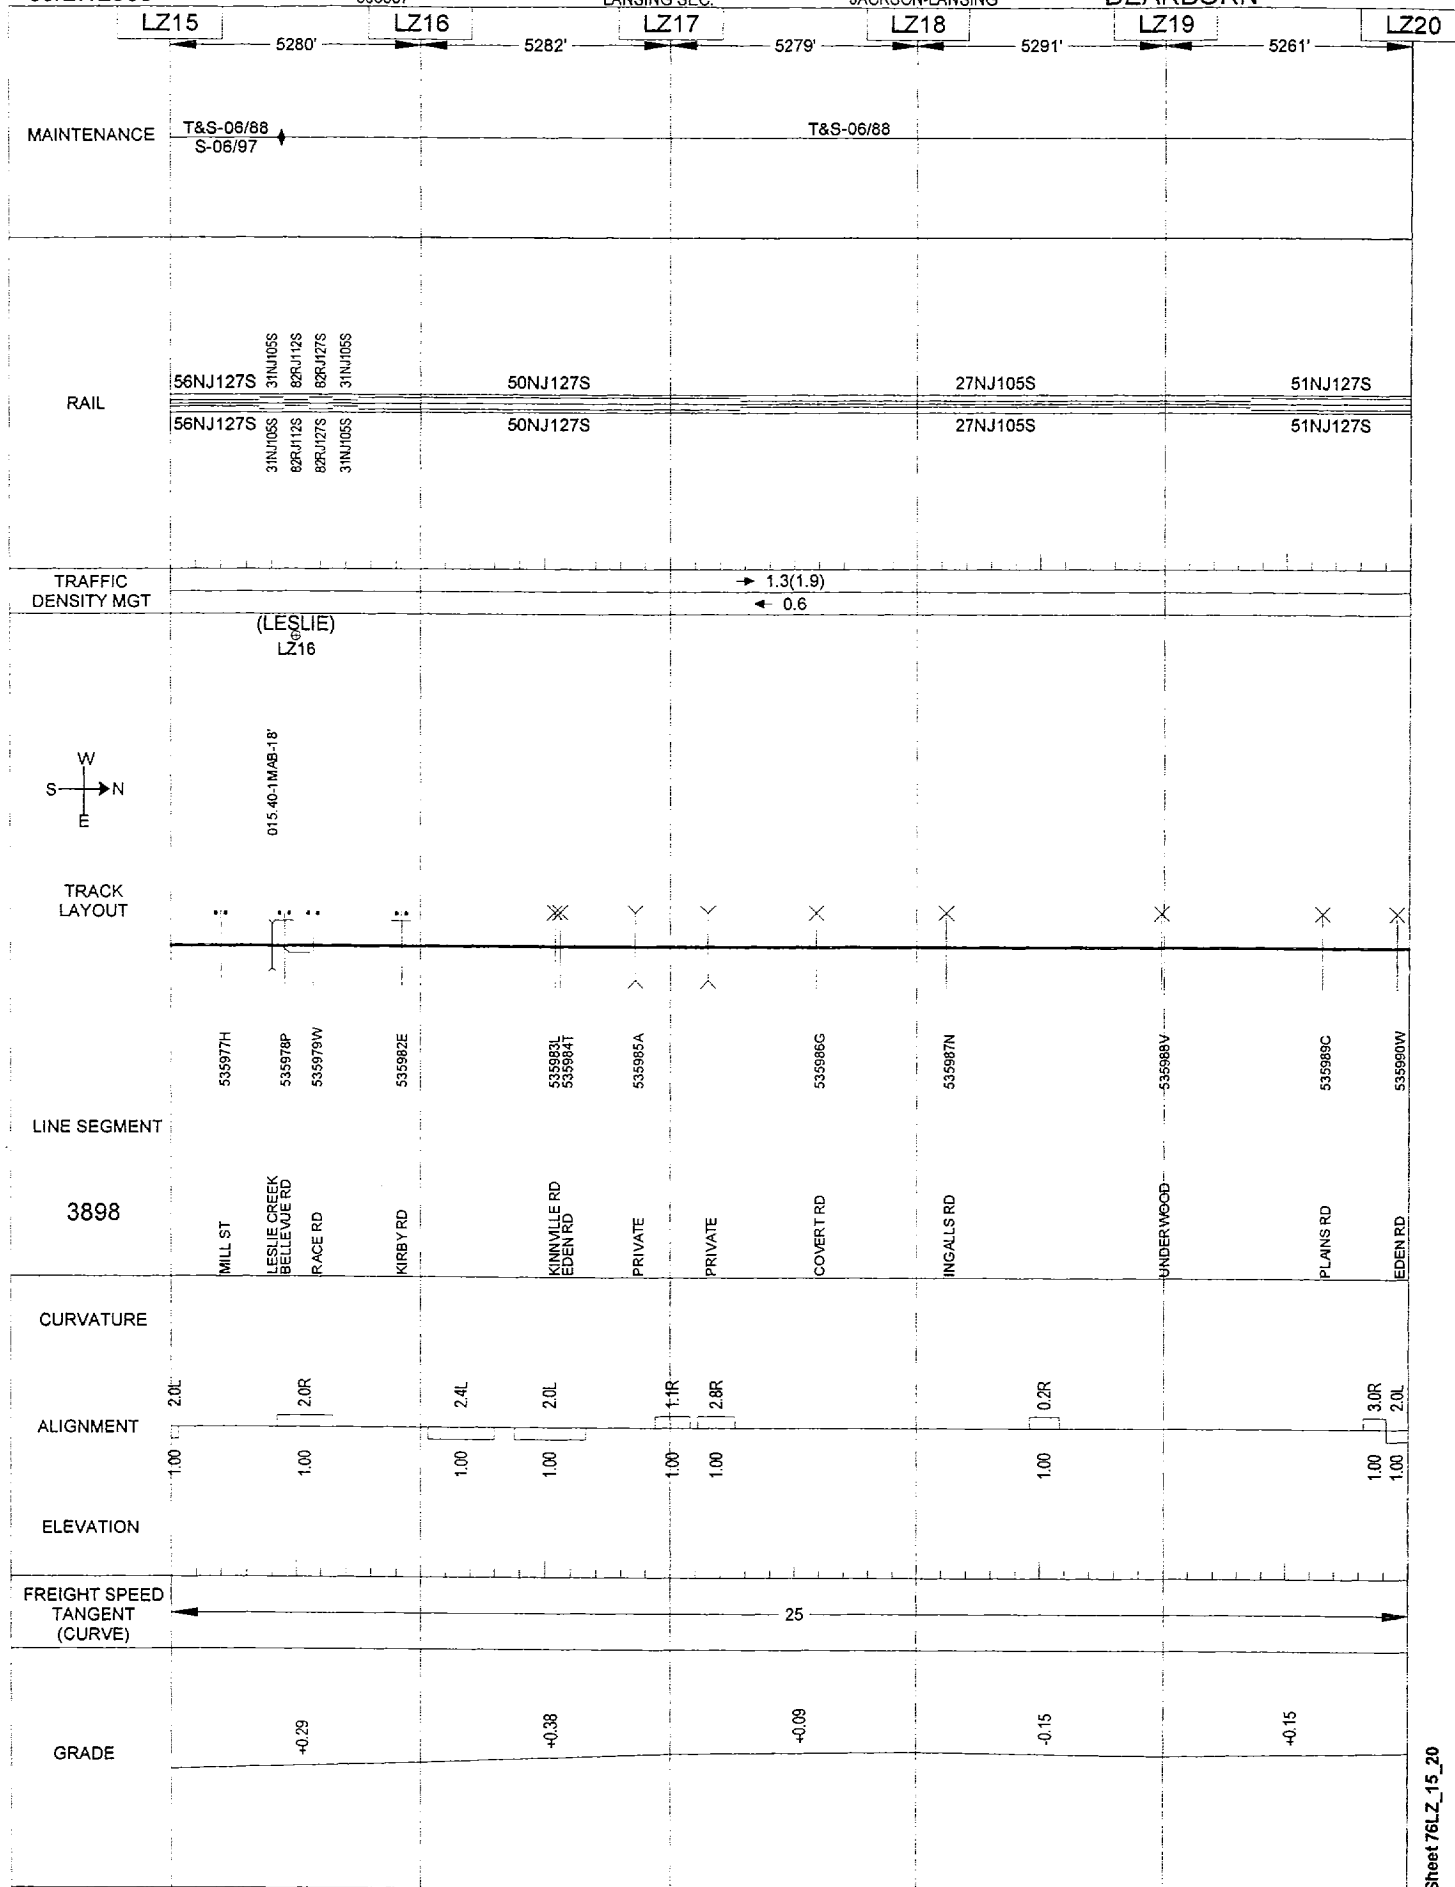 LANSING SEC.
JACKSON-LANSING
DEARBORN
LZ15 LZ16 LZ17 LZ18 LZ19 LZ20
5280' 5282' 5279' 5291' 5261'
MAINTENANCE
T&S-06/88
S-06/97
T&S-06/88
RAIL
56NJ127S 31NJ105S 82RJ112S 82RJ127S 31NJ105S 50NJ127S 27NJ105S 51NJ127S
56NJ127S 31NJ105S 82RJ112S 82RJ127S 31NJ105S 50NJ127S 27NJ105S 51NJ127S
TRAFFIC
DENSITY MGT
→ 1.3(1.9)
← 0.6
(LESLIE)
LZ16
W
S N
E
015.40-1MAB-18'
TRACK
LAYOUT
535977H 535978P 535979W 535982E 535983L 535984T 535985A 535986G 535987N 535988V 535989C 535990W
LINE SEGMENT
3898
MILL ST
LESLIE CREEK
BELLEVUE RD
RACE RD
KIRBY RD
KINNVILLE RD
EDEN RD
PRIVATE
PRIVATE
COVERT RD
INGALLS RD
UNDERWOOD
PLAINS RD
EDEN RD
CURVATURE
2.0L 2.0R 2.4L 2.0L 1.1R 2.8R 0.2R 3.0R 2.0L
ALIGNMENT
1.00 1.00 1.00 1.00 1.00 1.00 1.00 1.00 1.00
ELEVATION
FREIGHT SPEED
TANGENT
(CURVE)
25
GRADE
+0.29 +0.38 +0.09 -0.15 +0.15
Sheet 76LZ_15_20